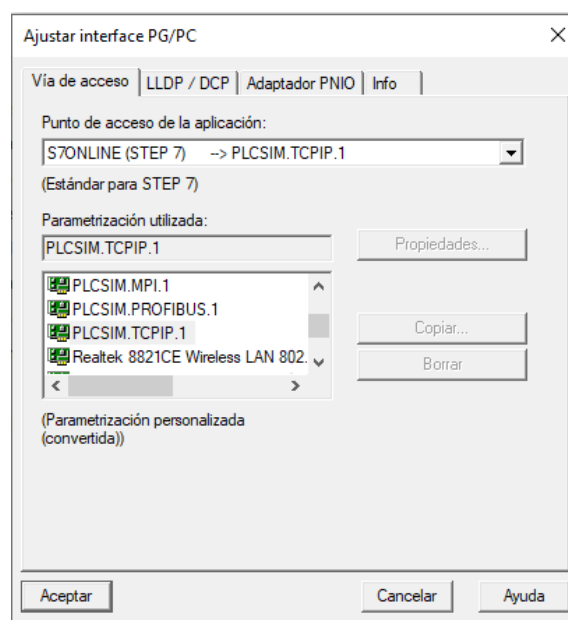 Ajustar interface PG/PC
Vía de acceso LLDP / DCP Adaptador PNIO Info
Punto de acceso de la aplicación:
S7ONLINE (STEP 7) --> PLCSIM.TCPIP.1
(Estándar para STEP 7)
Parametrización utilizada:
PLCSIM.TCPIP.1 Propiedades...
PLCSIM.MPI.1
PLCSIM.PROFIBUS.1
PLCSIM.TCPIP.1 Copiar...
Realtek 8821CE Wireless LAN 802. Borrar
(Parametrización personalizada
(convertida))
Aceptar Cancelar Ayuda